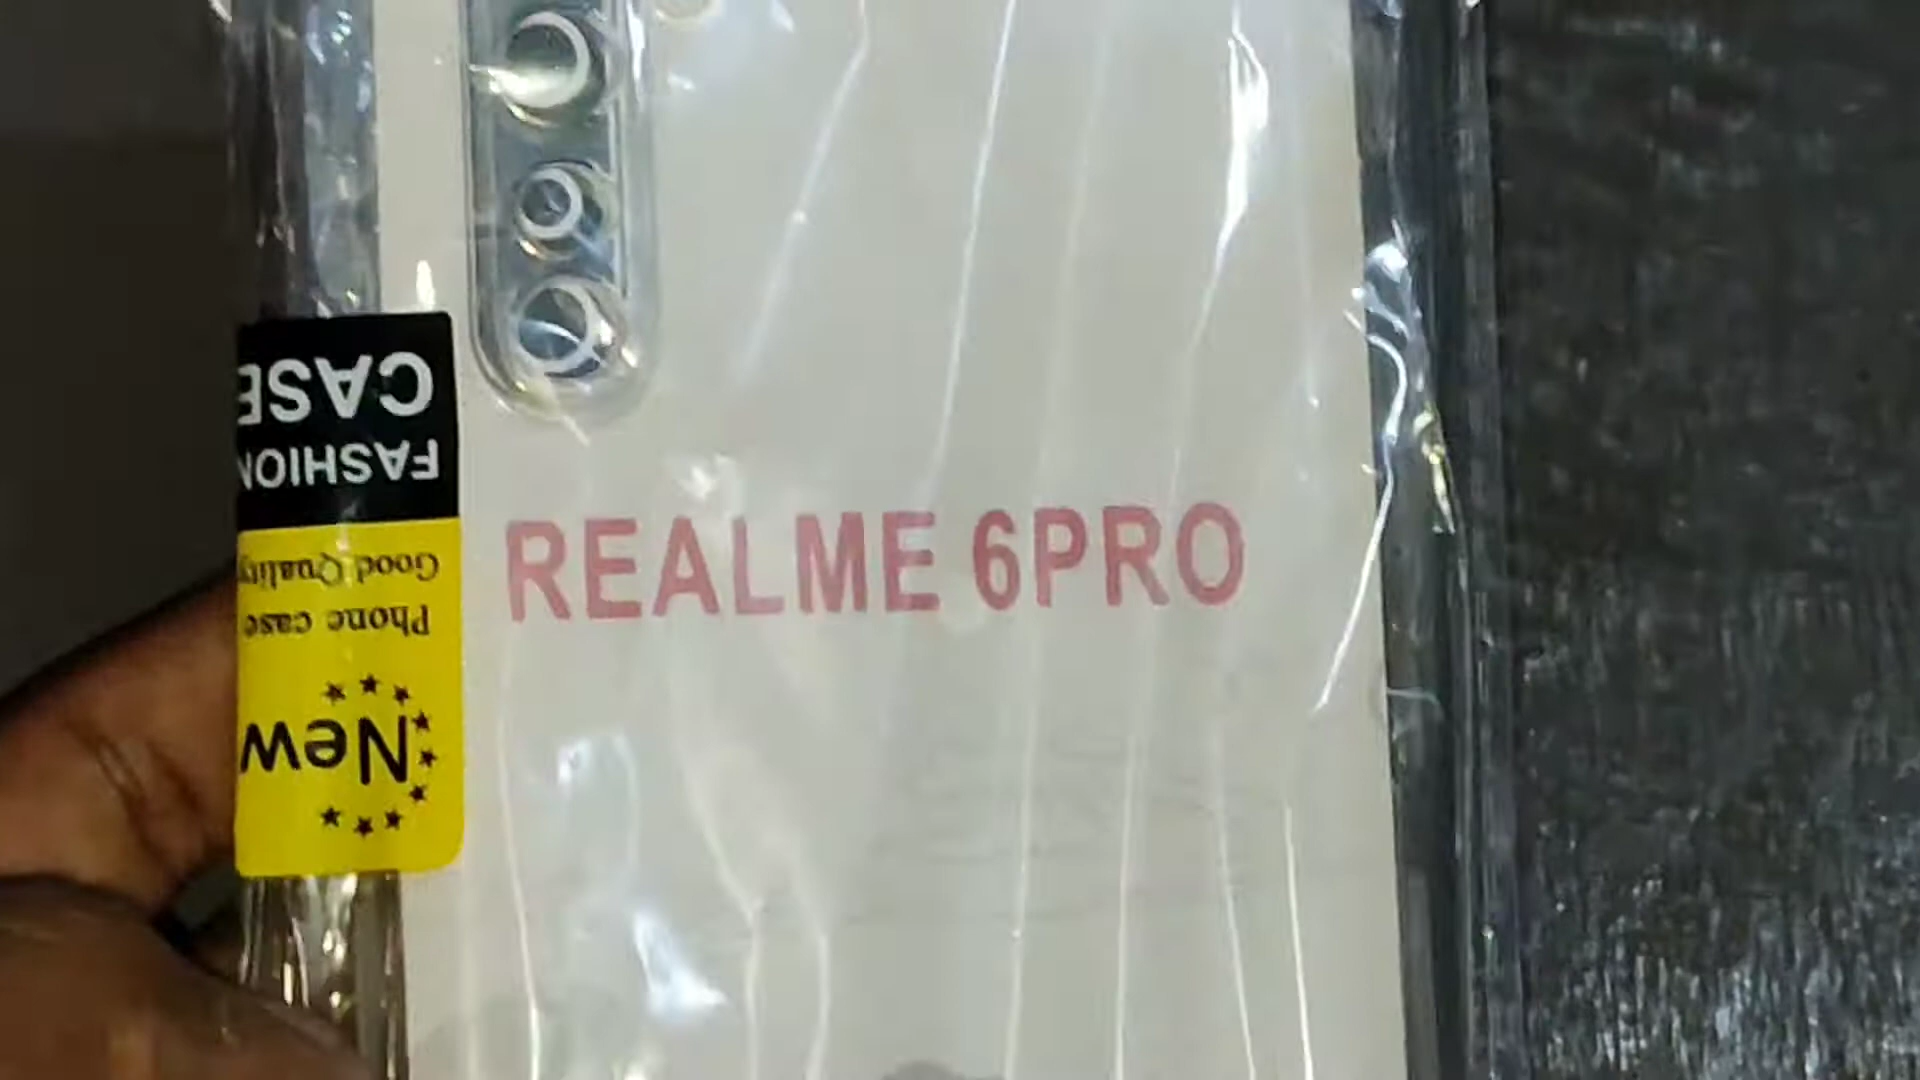 REALME 6PRO
New
Phone case
Good Quality
FASHION
CASE